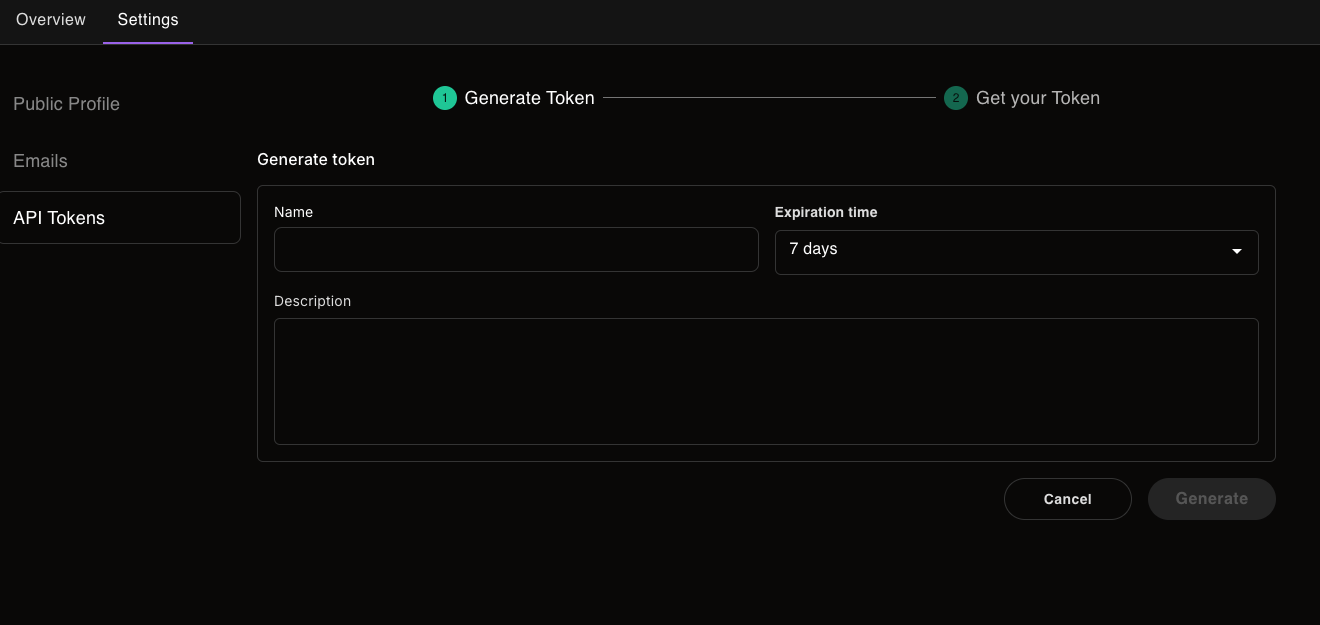 Overview Settings
Public Profile
Emails
API Tokens
1 Generate Token 2 Get your Token
Generate token
Name Expiration time
7 days
Description
Cancel Generate